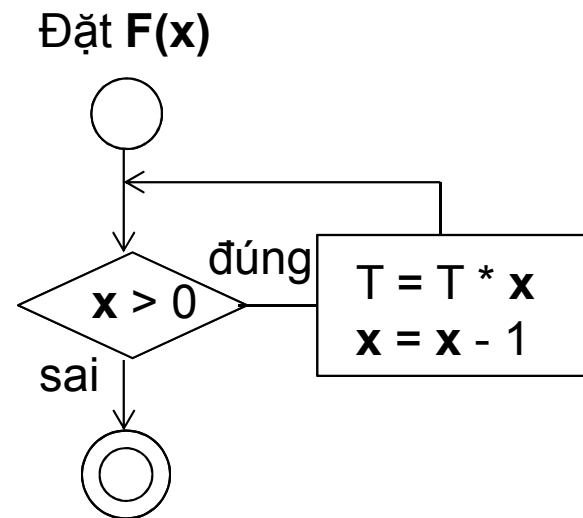 Đặt F(x)
đúng
x > 0
T = T * x
x = x - 1
sai